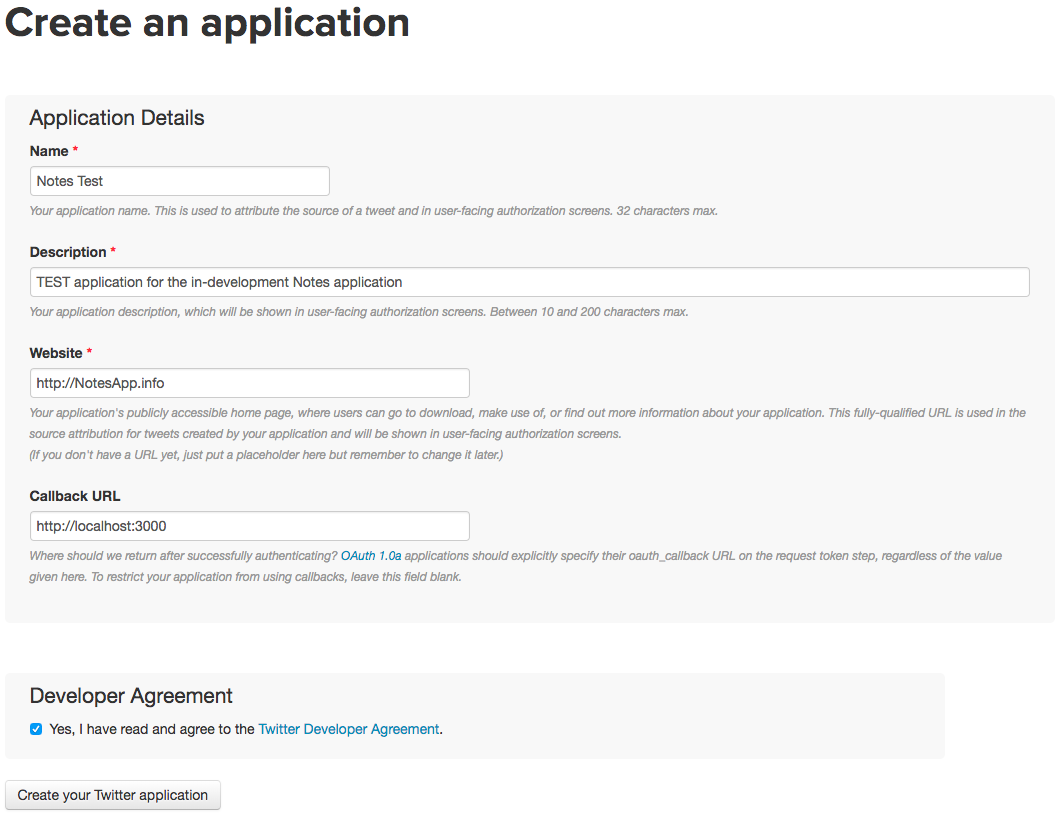 Create an application
Application Details
Name *
Notes Test
Your application name. This is used to attribute the source of a tweet and in user-facing authorization screens. 32 characters max.
Description *
TEST application for the in-development Notes application
Your application description, which will be shown in user-facing authorization screens. Between 10 and 200 characters max.
Website *
http://NotesApp.info
Your application's publicly accessible home page, where users can go to download, make use of, or find out more information about your application. This fully-qualified URL is used in the
source attribution for tweets created by your application and will be shown in user-facing authorization screens.
(If you don't have a URL yet, just put a placeholder here but remember to change it later.)
Callback URL
http://localhost:3000
Where should we return after successfully authenticating? OAuth 1.0a applications should explicitly specify their oauth_callback URL on the request token step, regardless of the value
given here. To restrict your application from using callbacks, leave this field blank.
Developer Agreement
Yes, I have read and agree to the Twitter Developer Agreement.
Create your Twitter application